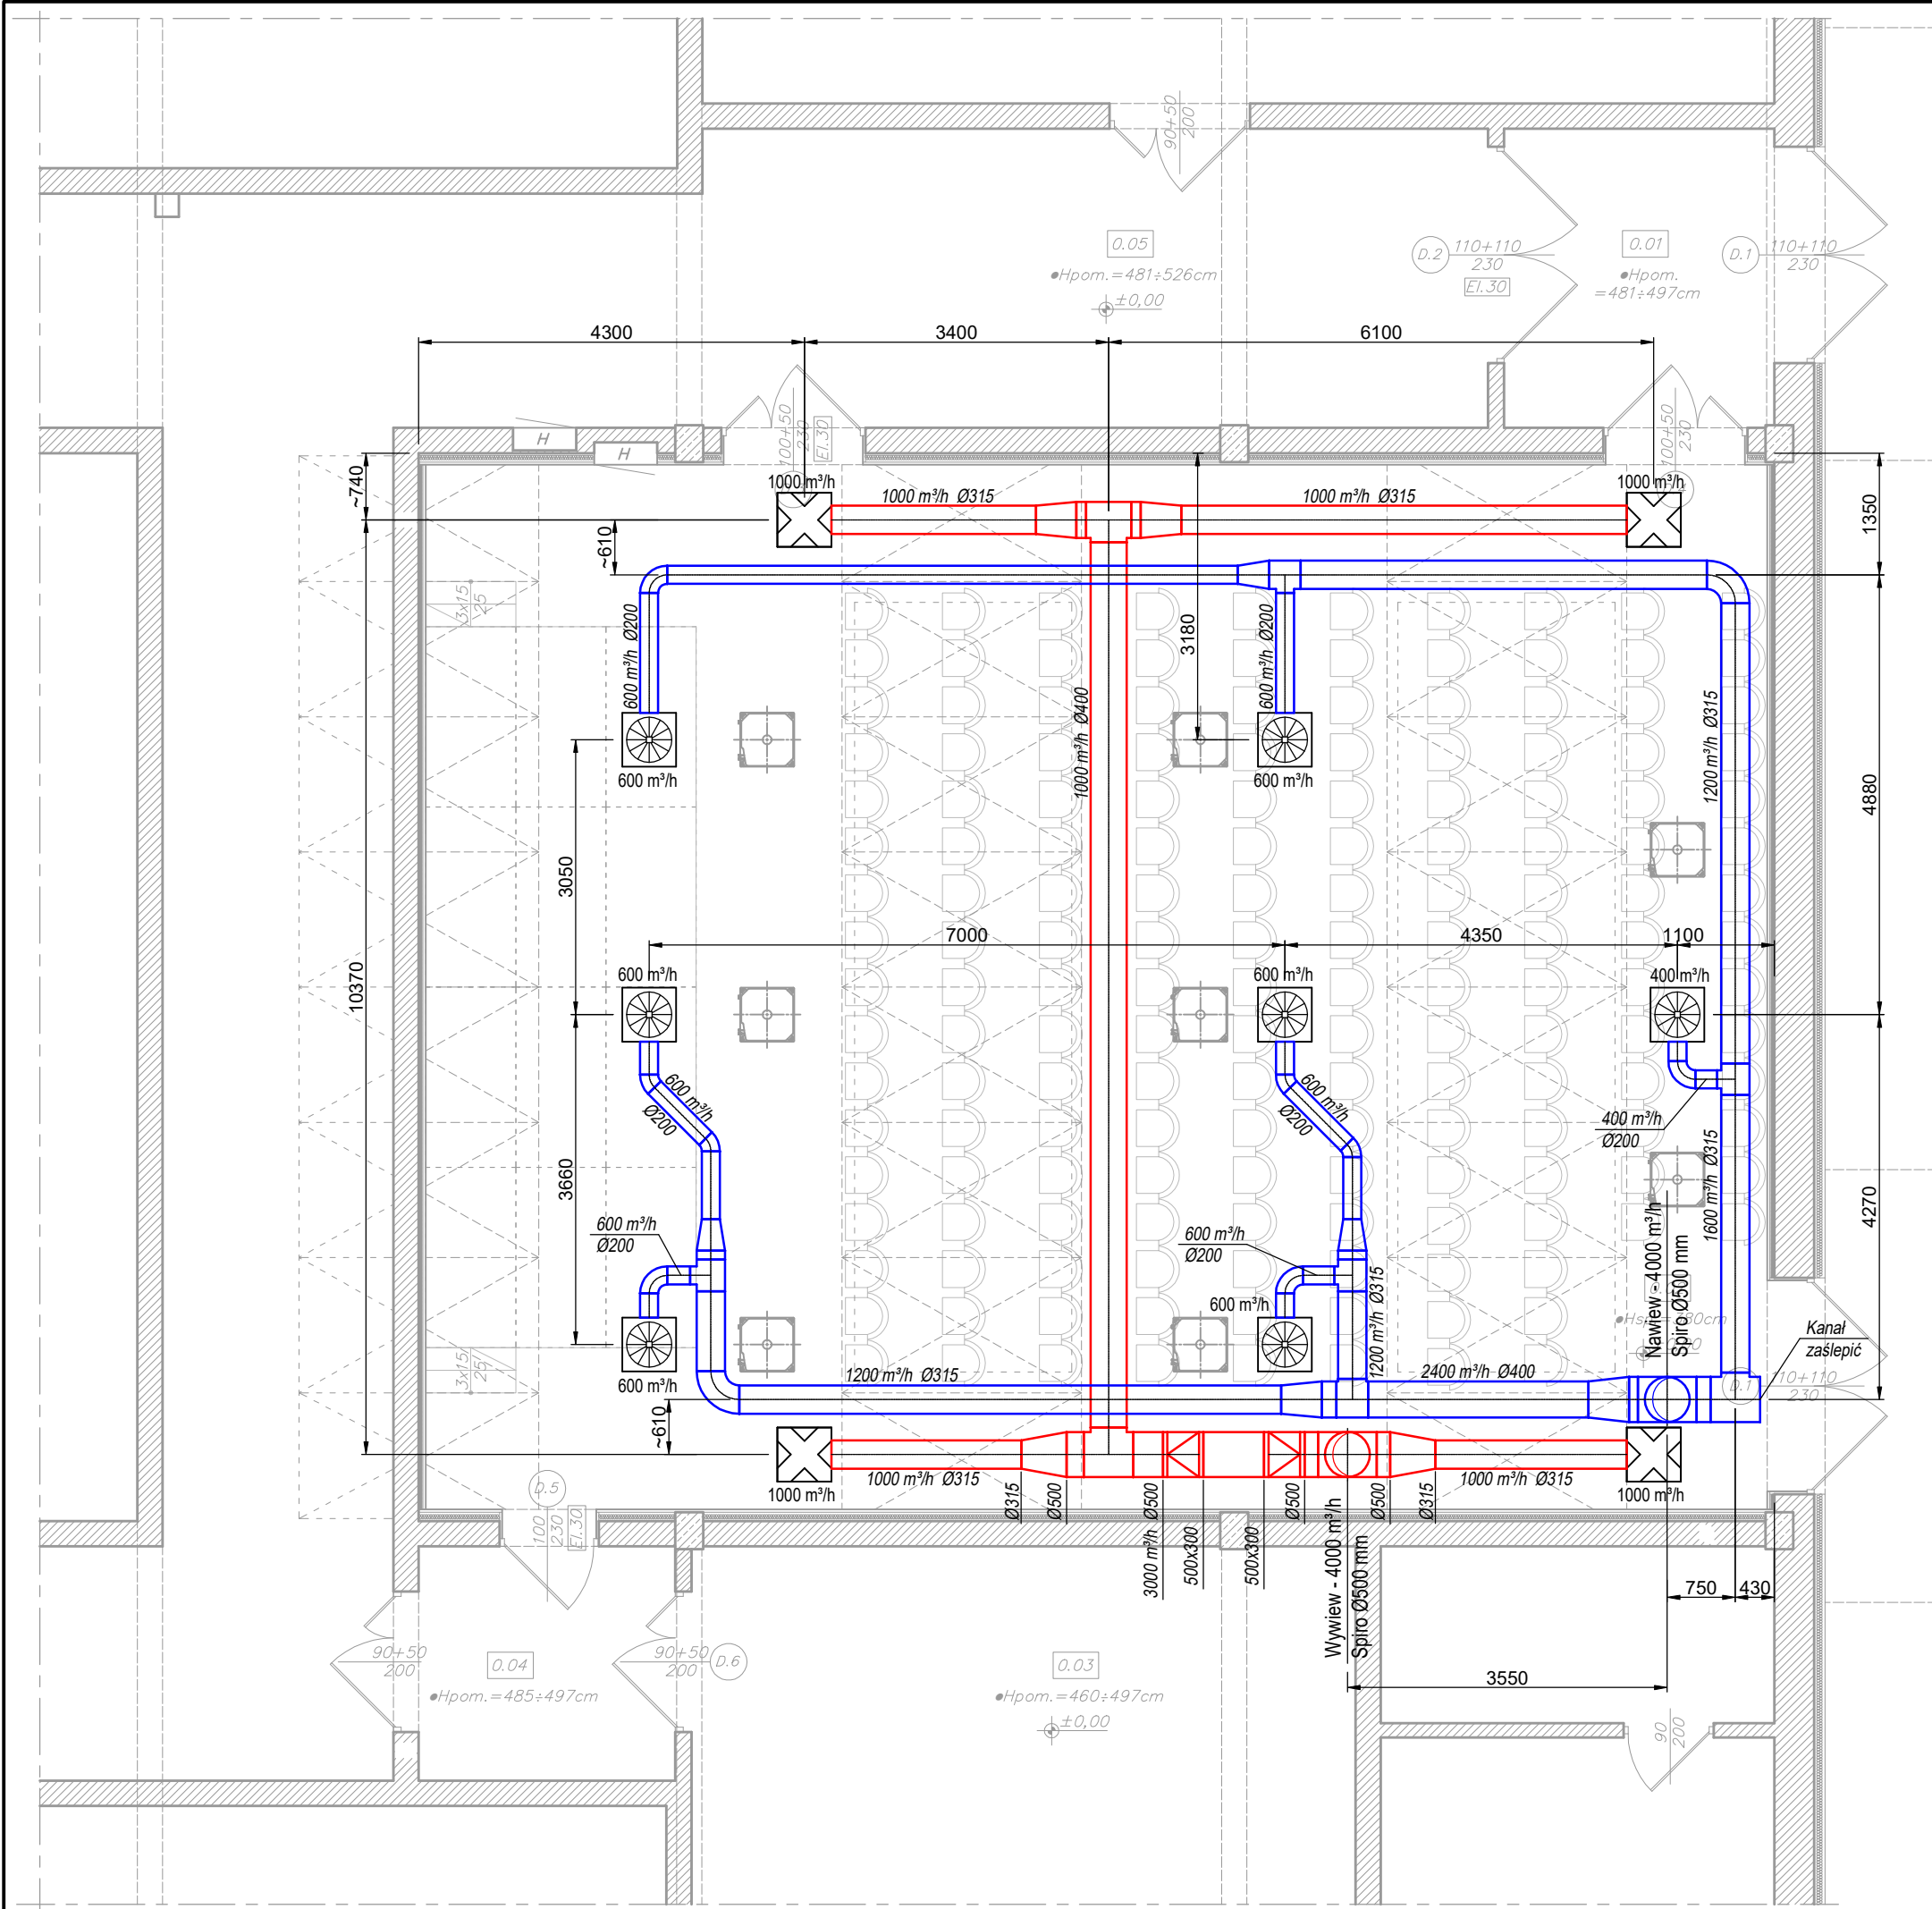 90+50
200
0.05
●Hpom.=481÷526cm
±0,00
D.2
110+110
230
EI.30
0.01
●Hpom.
=481÷497cm
D.1
110+110
230
4300
3400
6100
H
H
100+50
230
EI.30
100+50
230
~740
1000 m³/h
1000 m³/h Ø315
1000 m³/h Ø315
1000 m³/h
1350
~610
3x15
25
600 m³/h Ø200
3180
600 m³/h Ø200
1000 m³/h Ø400
1200 m³/h Ø315
600 m³/h
600 m³/h
4880
3050
7000
4350
1100
10370
600 m³/h
600 m³/h
400 m³/h
600 m³/h
Ø200
600 m³/h
Ø200
400 m³/h
Ø200
1600 m³/h Ø315
3660
4270
600 m³/h
Ø200
600 m³/h
Ø200
600 m³/h
1200 m³/h Ø315
Nawiew - 4000 m³/h
Spiro Ø500 mm
Kanał
zaślepić
3x15
25
600 m³/h
1200 m³/h Ø315
2400 m³/h Ø400
D.1
110+110
230
~610
1000 m³/h
1000 m³/h Ø315
1000 m³/h Ø315
1000 m³/h
D.5
100
230
EI.30
Ø315
Ø500
3000 m³/h Ø500
500x300
500x300
Ø500
Ø500
Ø315
Wywiew - 4000 m³/h
Spiro Ø500 mm
750
430
90+50
200
0.04
●Hpom.=485÷497cm
90+50
200
D.6
0.03
●Hpom.=460÷497cm
±0,00
3550
90
200